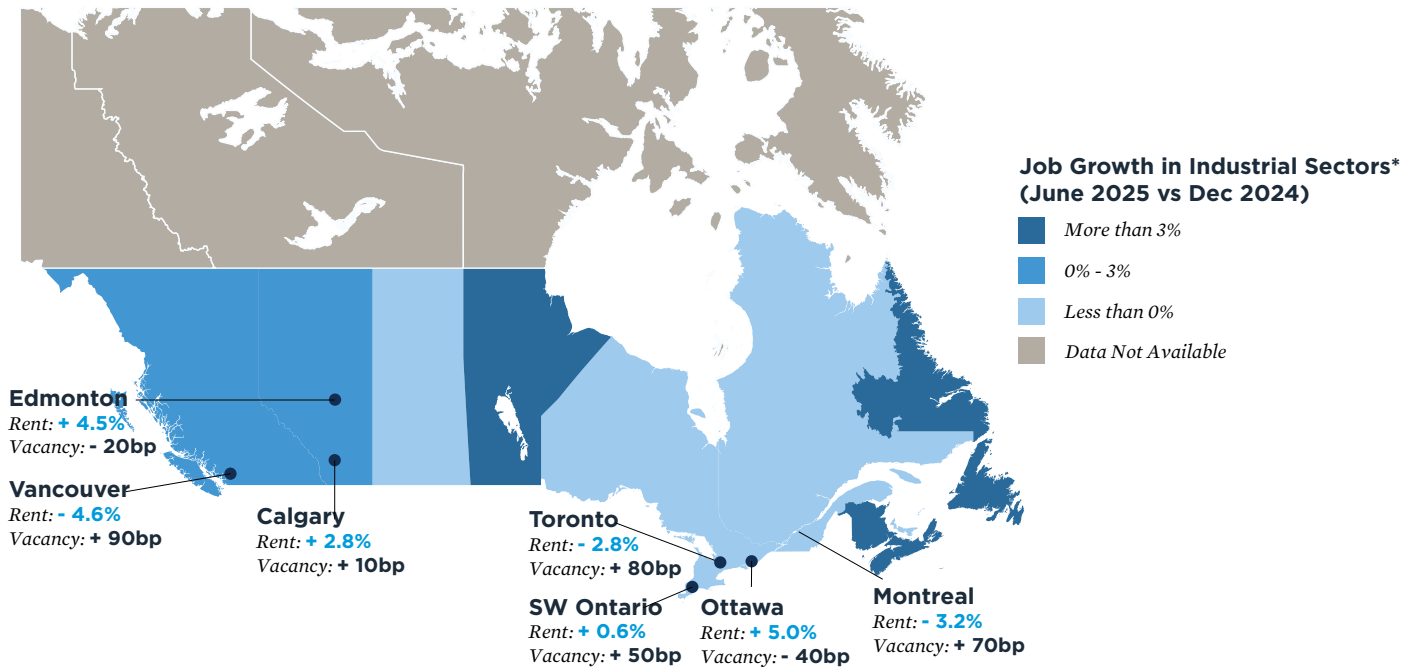 Job Growth in Industrial Sectors*
(June 2025 vs Dec 2024)
More than 3%
0% - 3%
Less than 0%
Data Not Available
Edmonton
Rent: + 4.5%
Vacancy: - 20bp
Vancouver
Rent: - 4.6%
Vacancy: + 90bp
Calgary
Rent: + 2.8%
Vacancy: + 10bp
Toronto
Rent: - 2.8%
Vacancy: + 80bp
SW Ontario
Rent: + 0.6%
Vacancy: + 50bp
Ottawa
Rent: + 5.0%
Vacancy: - 40bp
Montreal
Rent: - 3.2%
Vacancy: + 70bp